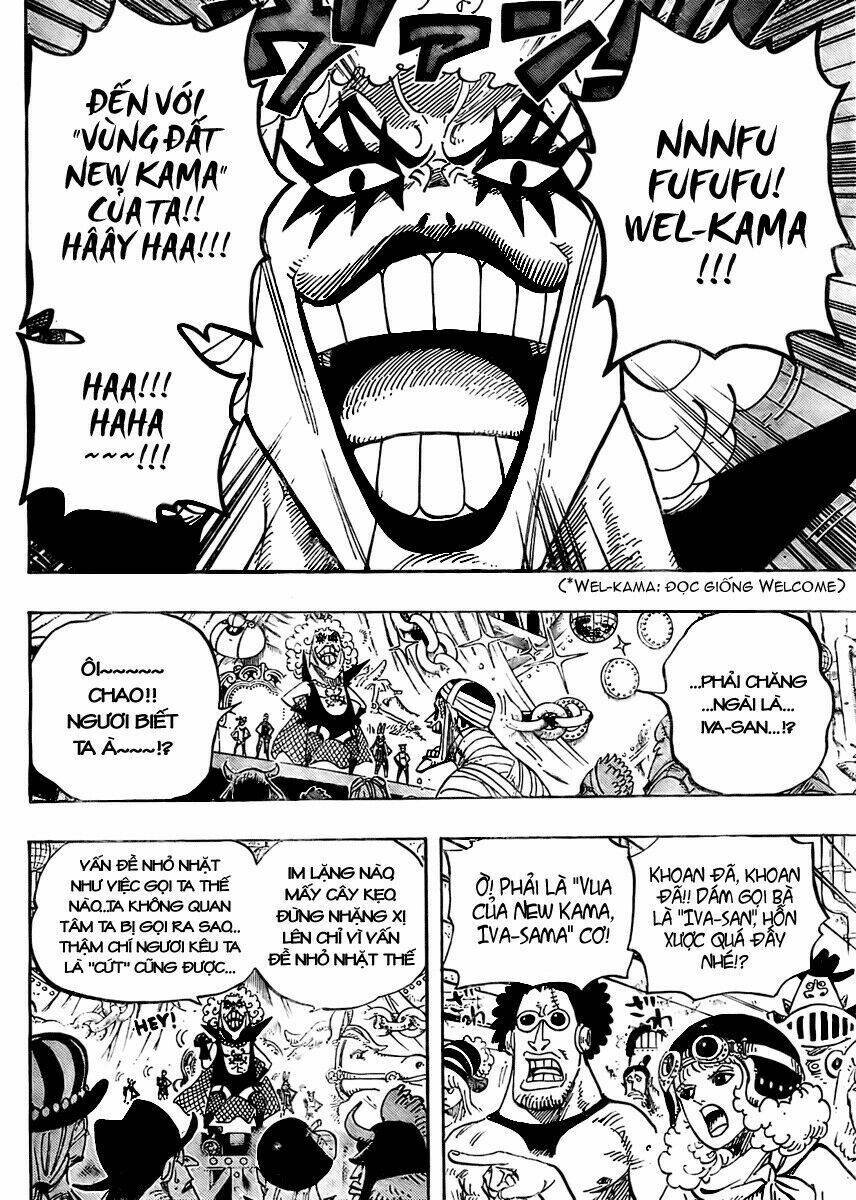 ヴァン
NNNFU
FUFUFU!
WEL-KAMA
!!!
ĐẾN VỚI
"VÙNG ĐẤT
NEW KAMA"
CỦA TA!!
HÂÂY HAA!!!
HAA!!!
HAHA
~~~!!!
(*WEL-KAMA: ĐỌC GIỐNG WELCOME)
...PHẢI CHĂNG
...NGÀI LÀ...
IVA-SAN...!?
ÔI~~~~~
CHAO!!
NGƯƠI BIẾT
TA À~~~!?
KHOAN ĐÃ, KHOAN
ĐÃ!! DÁM GỌI BÀ
LÀ "IVA-SAN", HỖN
XƯỢC QUÁ ĐẤY
NHÉ!?
Ờ! PHẢI LÀ "VUA
CỦA NEW KAMA,
IVA-SAMA" CƠ!
IM LẶNG NÀO,
MẤY CÂY KẸO,
ĐỪNG NHẶNG XỊ
LÊN CHỈ VÌ VẤN
ĐỀ NHỎ NHẶT THẾ
VẤN ĐỀ NHỎ NHẶT
NHƯ VIỆC GỌI TA THẾ
NÀO...TA KHÔNG QUAN
TÂM TA BỊ GỌI RA SAO...
THẬM CHÍ NGƯƠI KÊU TA
LÀ "CỨT" CŨNG ĐƯỢC...
HEY!